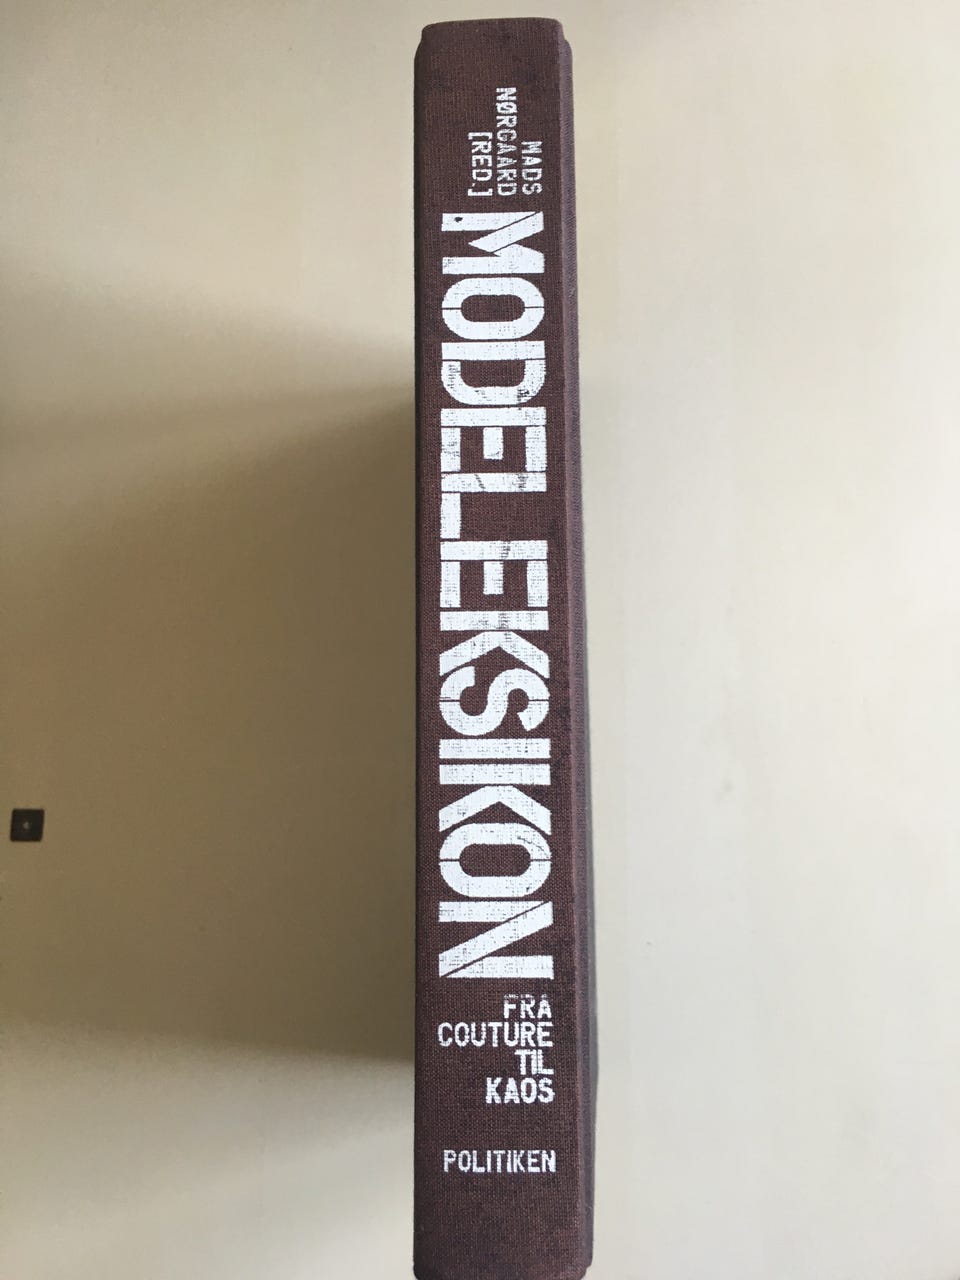 MADS
NØRGAARD
[RED.]
MODELEKSIKON
FRA
COUTURE
TIL
KAOS
POLITIKEN